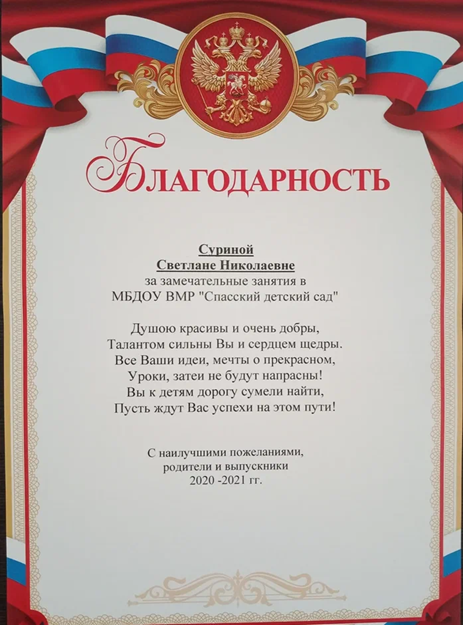 Благодарность
Суриной
Светлане Николаевне
за замечательные занятия в
МБДОУ ВМР "Спасский детский сад"
Душою красивы и очень добры,
Талантом сильны Вы и сердцем щедры.
Все Ваши идеи, мечты о прекрасном,
Уроки, затеи не будут напрасны!
Вы к детям дорогу сумели найти,
Пусть ждут Вас успехи на этом пути!
С наилучшими пожеланиями,
родители и выпускники
2020 -2021 гг.